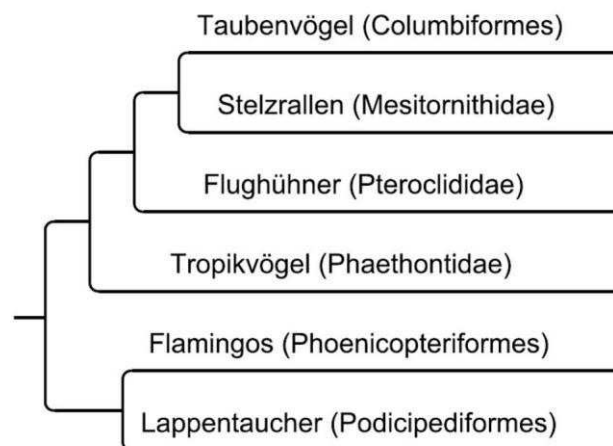 Taubenvögel (Columbiformes)
Stelzrallen (Mesitornithidae)
Flughühner (Pteroclididae)
Tropikvögel (Phaethontidae)
Flamingos (Phoenicopteriformes)
Lappentaucher (Podicipediformes)